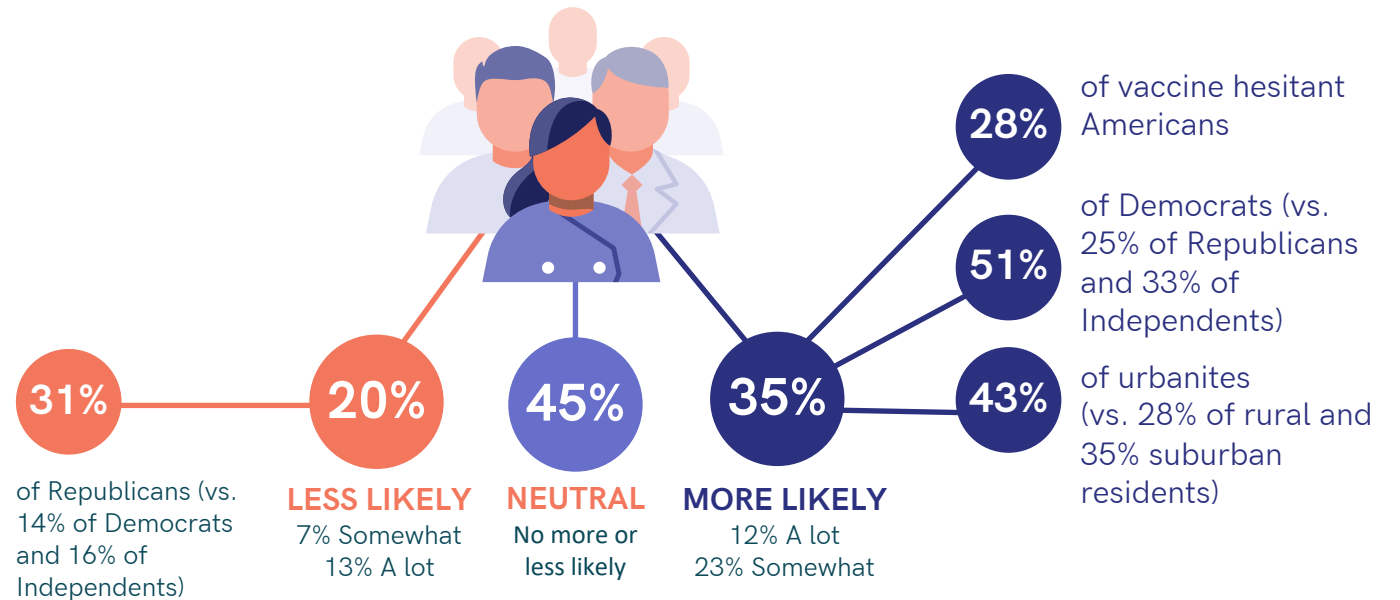 28%
of vaccine hesitant
Americans
51%
of Democrats (vs.
25% of Republicans
and 33% of
Independents)
43%
of urbanites
(vs. 28% of rural and
35% suburban
residents)
31%
of Republicans (vs.
14% of Democrats
and 16% of
Independents)
20%
LESS LIKELY
7% Somewhat
13% A lot
45%
NEUTRAL
No more or
less likely
35%
MORE LIKELY
12% A lot
23% Somewhat